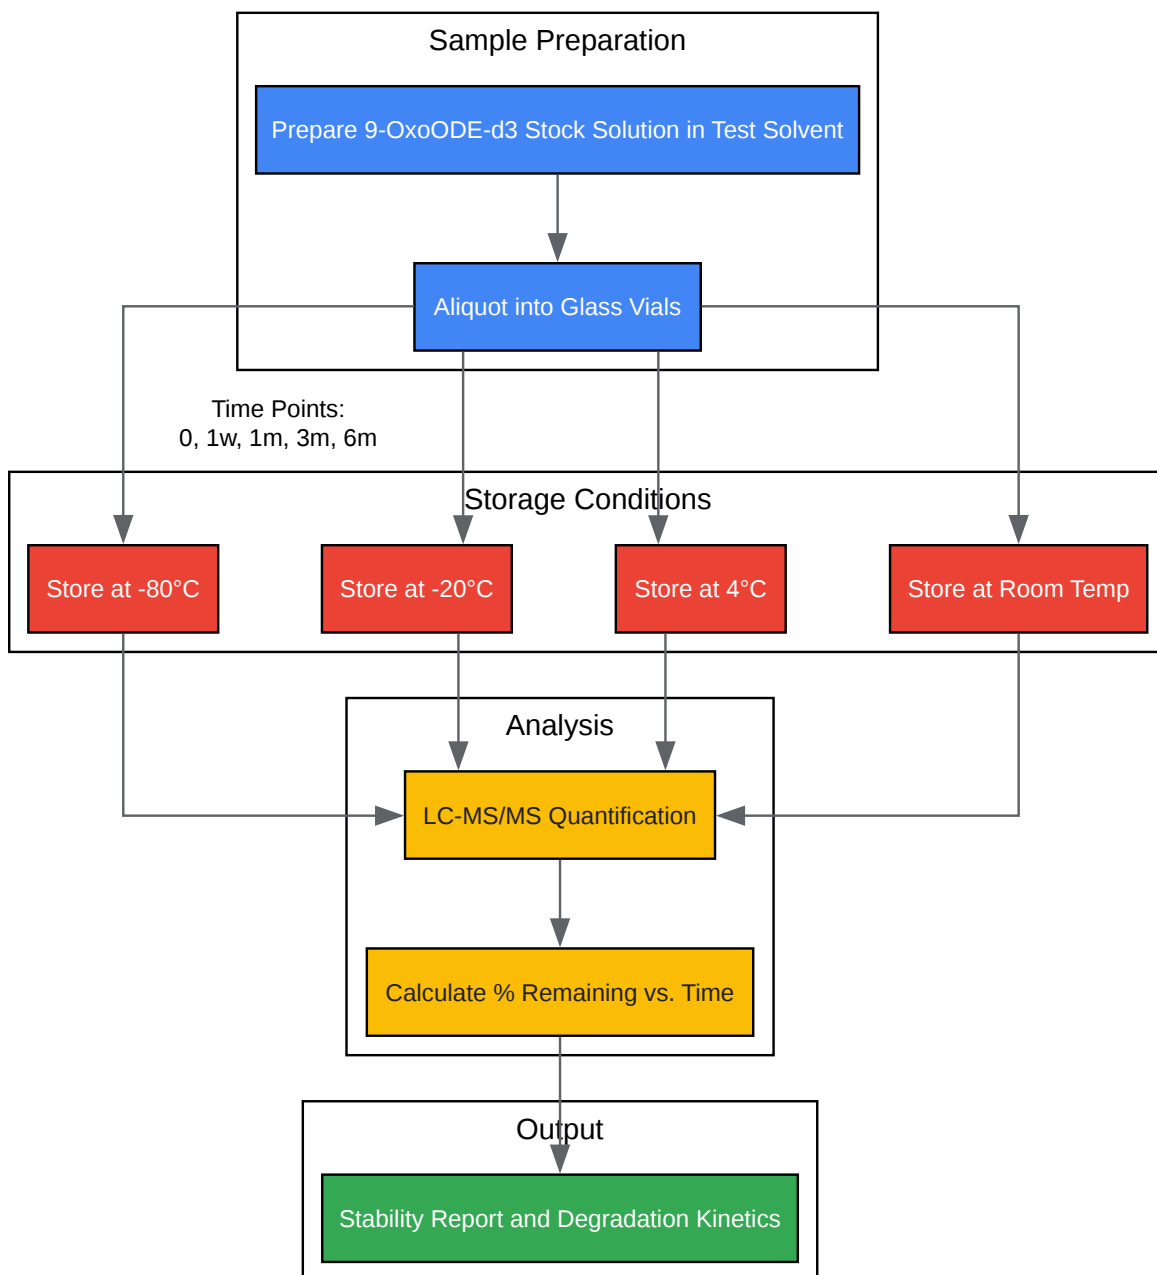 Sample Preparation
Prepare 9-OxoODE-d3 Stock Solution in Test Solvent
Aliquot into Glass Vials
Time Points:
0, 1w, 1m, 3m, 6m
Storage Conditions
Store at -80°C
Store at -20°C
Store at 4°C
Store at Room Temp
Analysis
LC-MS/MS Quantification
Calculate % Remaining vs. Time
Output
Stability Report and Degradation Kinetics